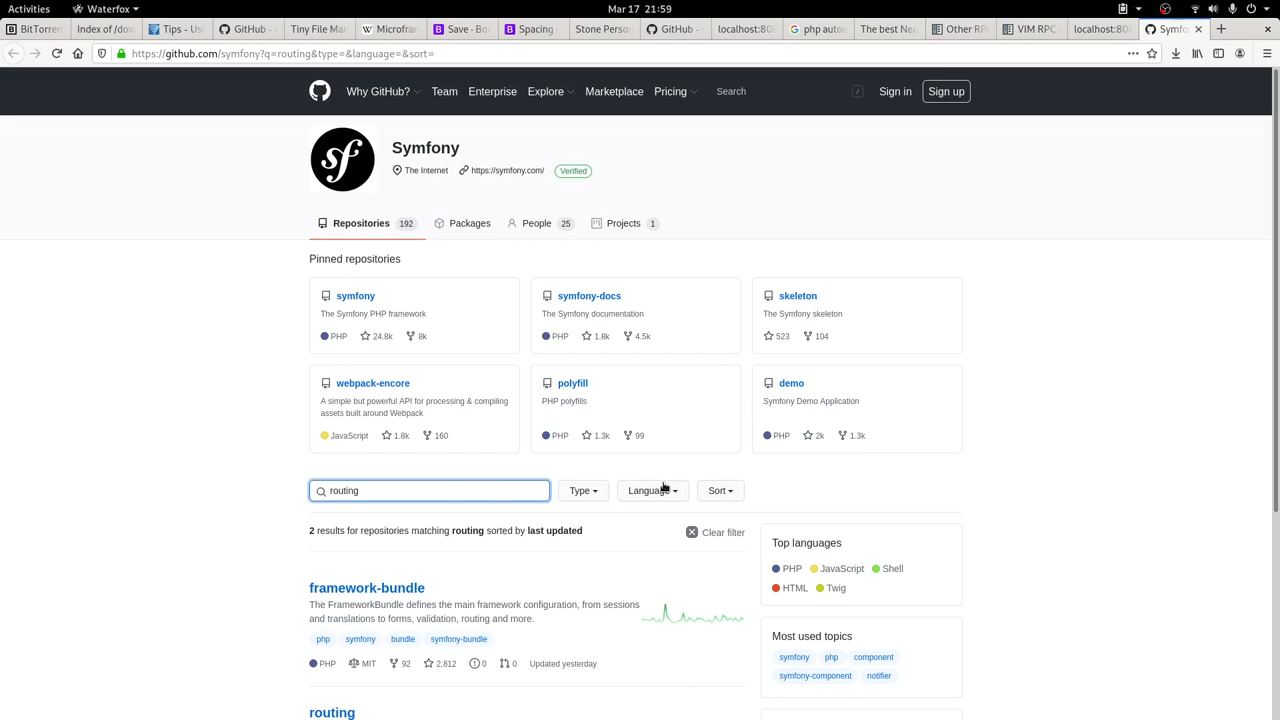 Activities
Waterfox
Mar 17 21:59
BitTorren
Index of /dow
Tips - Usi
GitHub -
Tiny File Man
Microfram
Save · Boo
Spacing ·
Stone Person
GitHub -
localhost:808
php autoc
The best Nec
Other RPC
VIM RPC
localhost:808
Symfo
https://github.com/symfony?q=routing&type=&language=&sort=
Why GitHub?
Team
Enterprise
Explore
Marketplace
Pricing
Search
/
Sign in
Sign up
Symfony
The Internet
https://symfony.com/
Verified
Repositories 192
Packages
People 25
Projects 1
Pinned repositories
symfony
The Symfony PHP framework
PHP 24.8k 8k
symfony-docs
The Symfony documentation
PHP 1.8k 4.5k
skeleton
The Symfony skeleton
523 104
webpack-encore
A simple but powerful API for processing & compiling
assets built around Webpack
JavaScript 1.8k 160
polyfill
PHP polyfills
PHP 1.3k 99
demo
Symfony Demo Application
PHP 2k 1.3k
routing
Type
Language
Sort
2 results for repositories matching routing sorted by last updated
Clear filter
framework-bundle
The FrameworkBundle defines the main framework configuration, from sessions
and translations to forms, validation, routing and more.
php symfony bundle symfony-bundle
PHP MIT 92 2,812 0 0 Updated yesterday
routing
Top languages
PHP JavaScript Shell
HTML Twig
Most used topics
symfony php component
symfony-component notifier